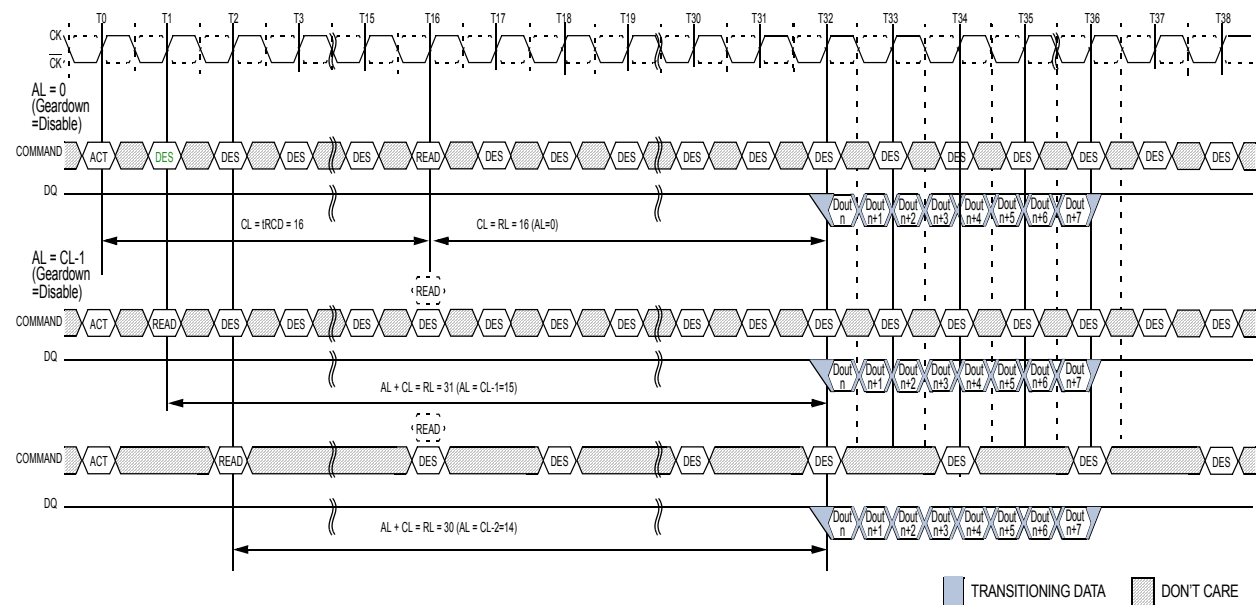 T0 T1 T2 T3 T15 T16 T17 T18 T19 T30 T31 T32 T33 T34 T35 T36 T37 T38
CK
CK
AL = 0
(Geardown
=Disable)
COMMAND ACT DES DES DES DES READ DES DES DES DES DES DES DES DES DES DES DES DES
DQ
Dout Dout Dout Dout Dout Dout Dout Dout
n n+1 n+2 n+3 n+4 n+5 n+6 n+7
CL = tRCD = 16 CL = RL = 16 (AL=0)
AL = CL-1
(Geardown
=Disable)
READ
COMMAND ACT READ DES DES DES DES DES DES DES DES DES DES DES DES DES DES DES DES
DQ
Dout Dout Dout Dout Dout Dout Dout Dout
n n+1 n+2 n+3 n+4 n+5 n+6 n+7
AL + CL = RL = 31 (AL = CL-1=15)
READ
COMMAND ACT READ DES DES DES DES DES DES DES
DQ
Dout Dout Dout Dout Dout Dout Dout Dout
n n+1 n+2 n+3 n+4 n+5 n+6 n+7
AL + CL = RL = 30 (AL = CL-2=14)
TRANSITIONING DATA DON'T CARE